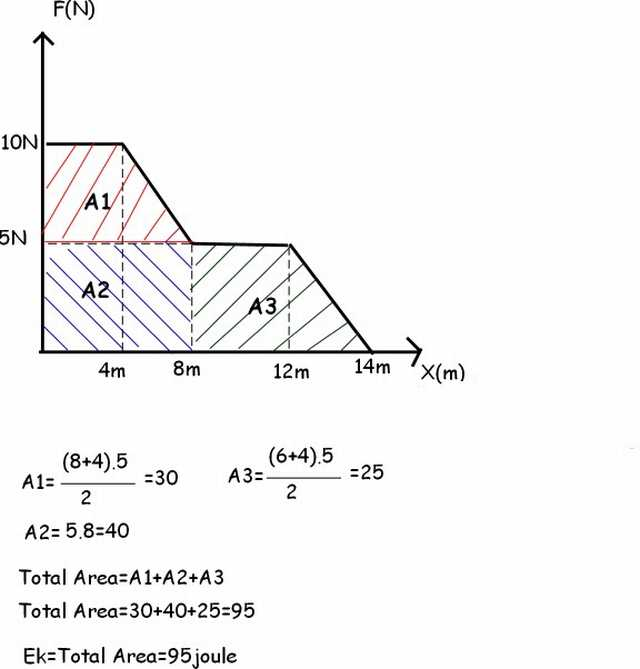 F(N)
10N
A1
5N
A2
A3
4m 8m 12m 14m X(m)
A1= (8+4).5 / 2 =30 A3= (6+4).5 / 2 =25
A2= 5.8=40
Total Area=A1+A2+A3
Total Area=30+40+25=95
Ek=Total Area=95joule